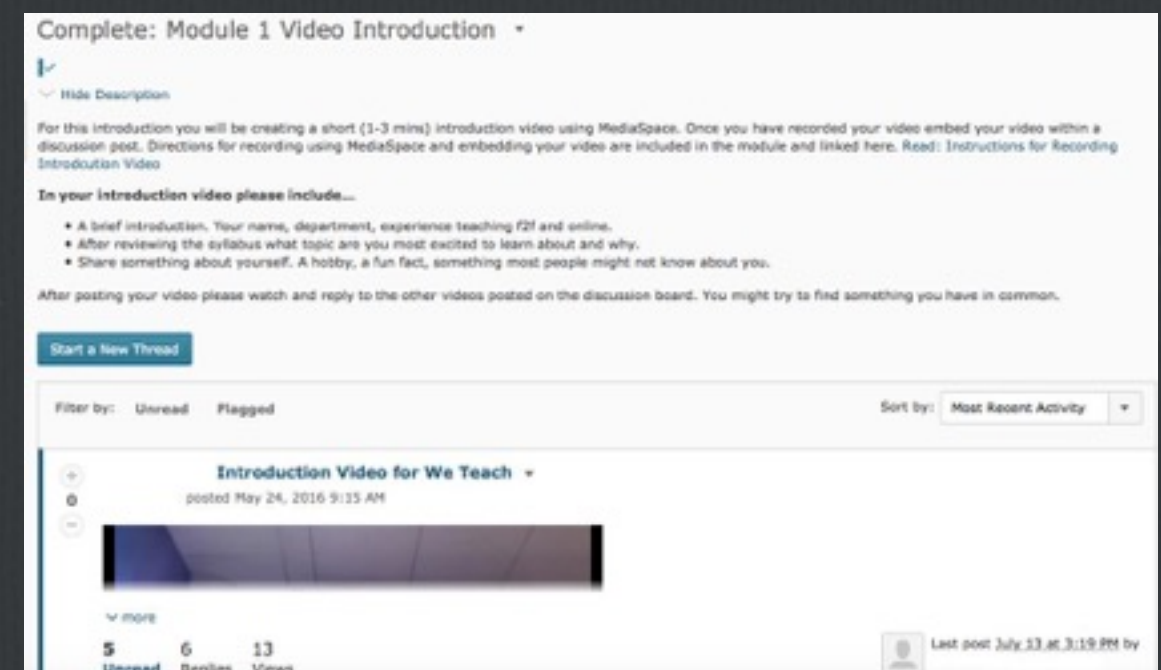 Complete: Module 1 Video Introduction
Hide Description
For this introduction you will be creating a short (1-3 mins) introduction video using MediaSpace. Once you have recorded your video embed your video within a
discussion post. Directions for recording using MediaSpace and embedding your video are included in the module and linked here. Read: Instructions for Recording
Introdcution Video
In your introduction video please include...
• A brief introduction. Your name, department, experience teaching f2f and online.
• After reviewing the syllabus what topic are you most excited to learn about and why.
• Share something about yourself. A hobby, a fun fact, something most people might not know about you.
After posting your video please watch and reply to the other videos posted on the discussion board. You might try to find something you have in common.
Start a New Thread
Filter by: Unread Flagged
Sort by: Most Recent Activity
Introduction Video for We Teach
0
posted May 24, 2016 9:15 AM
more
5 6 13
Unread Replies Views
Last post July 13 at 3:19 PM by